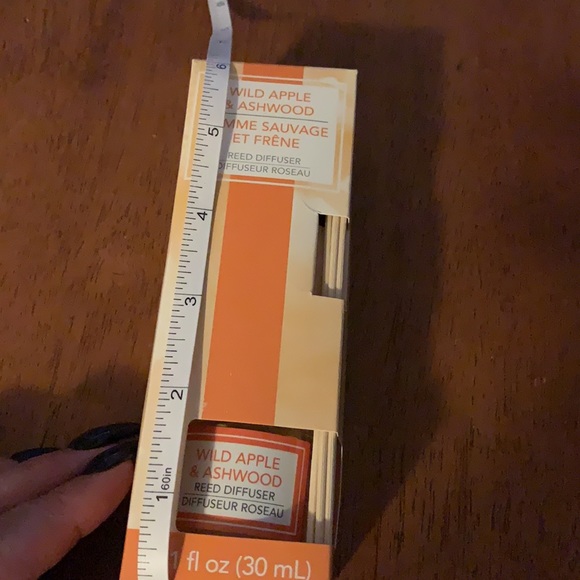 WILD APPLE
& ASHWOOD
MME SAUVAGE
ET FRÊNE
REED DIFFUSER
DIFFUSEUR ROSEAU
6
5
4
3
2
1 60in
WILD APPLE
& ASHWOOD
REED DIFFUSER
DIFFUSEUR ROSEAU
1 fl oz (30 mL)